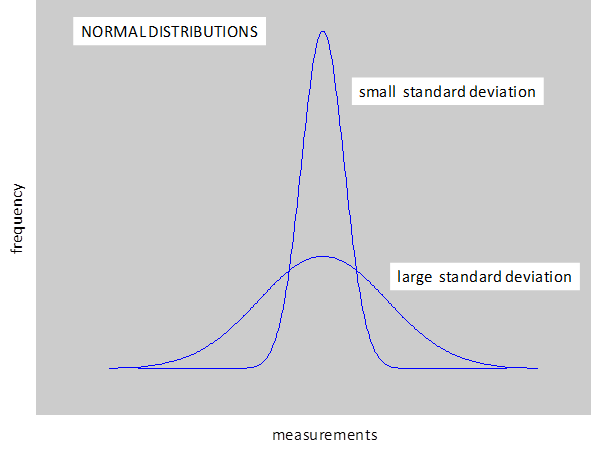 NORMAL DISTRIBUTIONS
small standard deviation
frequency
large standard deviation
measurements